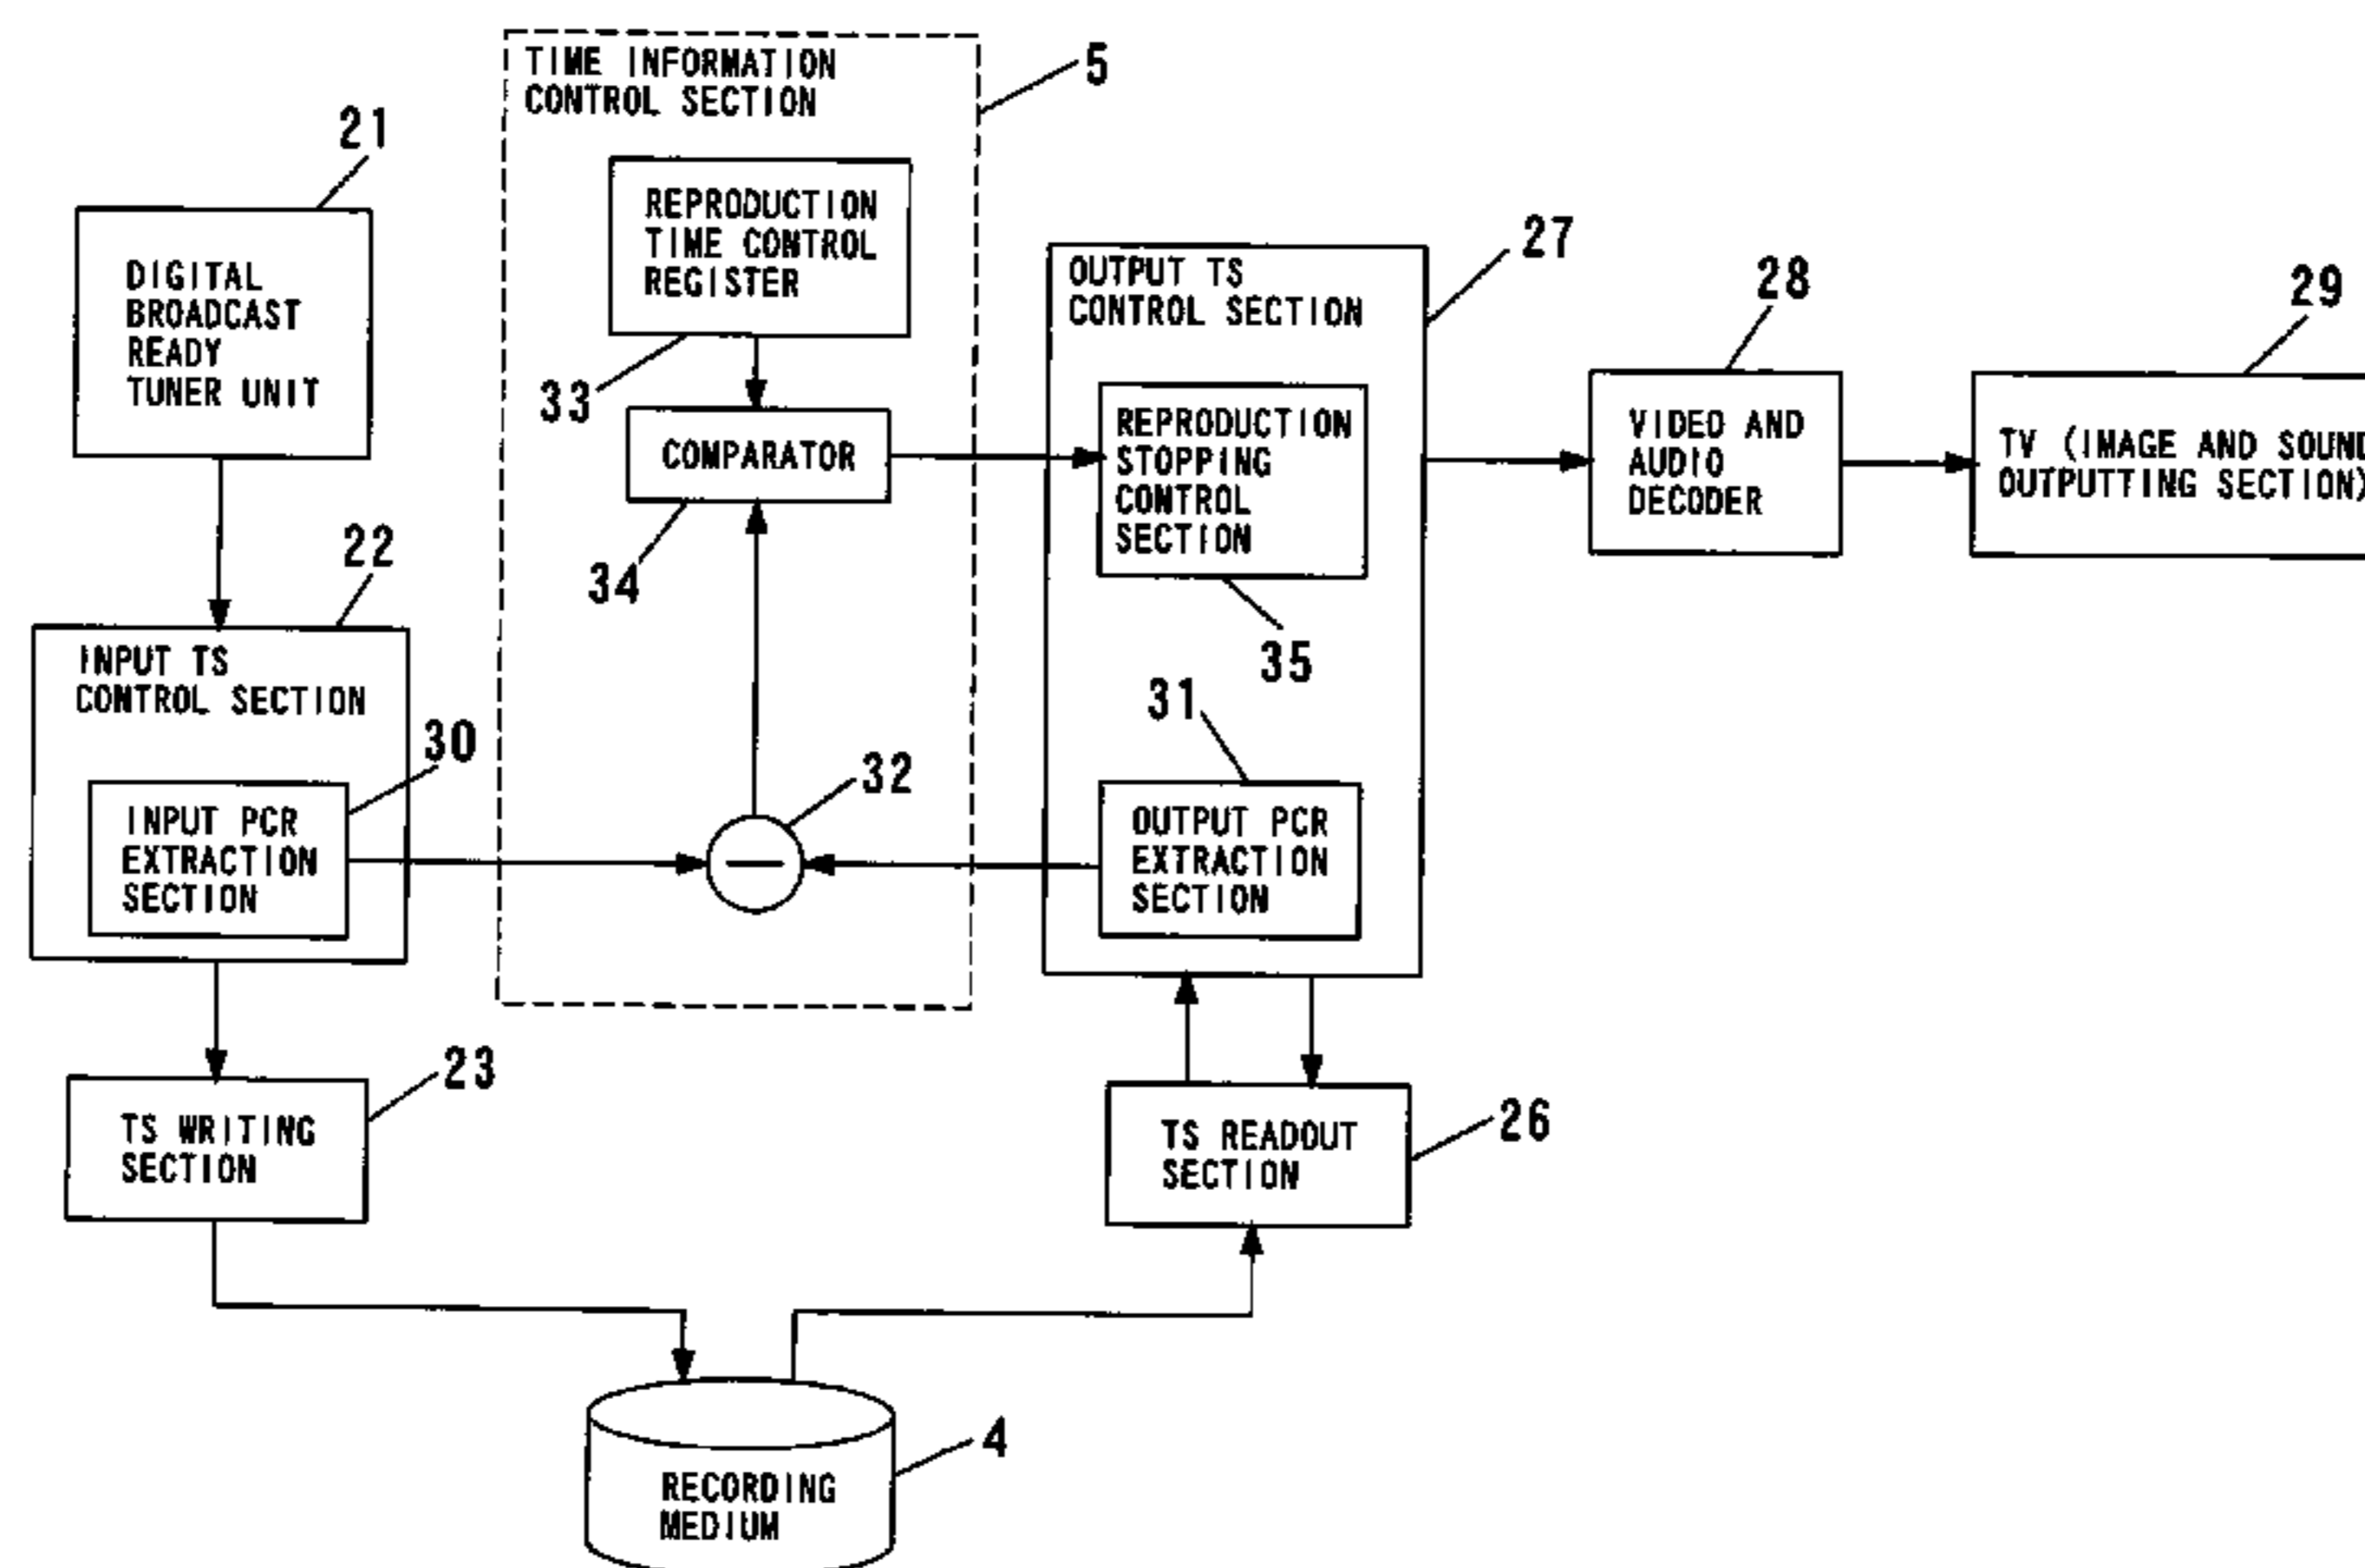 TIME INFORMATION
CONTROL SECTION
5
21
REPRODUCTION
TIME CONTROL
REGISTER
33
DIGITAL
BROADCAST
READY
TUNER UNIT
COMPARATOR
34
OUTPUT TS
CONTROL SECTION
27
REPRODUCTION
STOPPING
CONTROL
SECTION
35
28
VIDEO AND
AUDIO
DECODER
29
TV (IMAGE AND SOUND
OUTPUTTING SECTION)
22
INPUT TS
CONTROL SECTION
30
INPUT PCR
EXTRACTION
SECTION
32
31
OUTPUT PCR
EXTRACTION
SECTION
23
TS WRITING
SECTION
TS READOUT
SECTION
26
4
RECORDING
MEDIUM